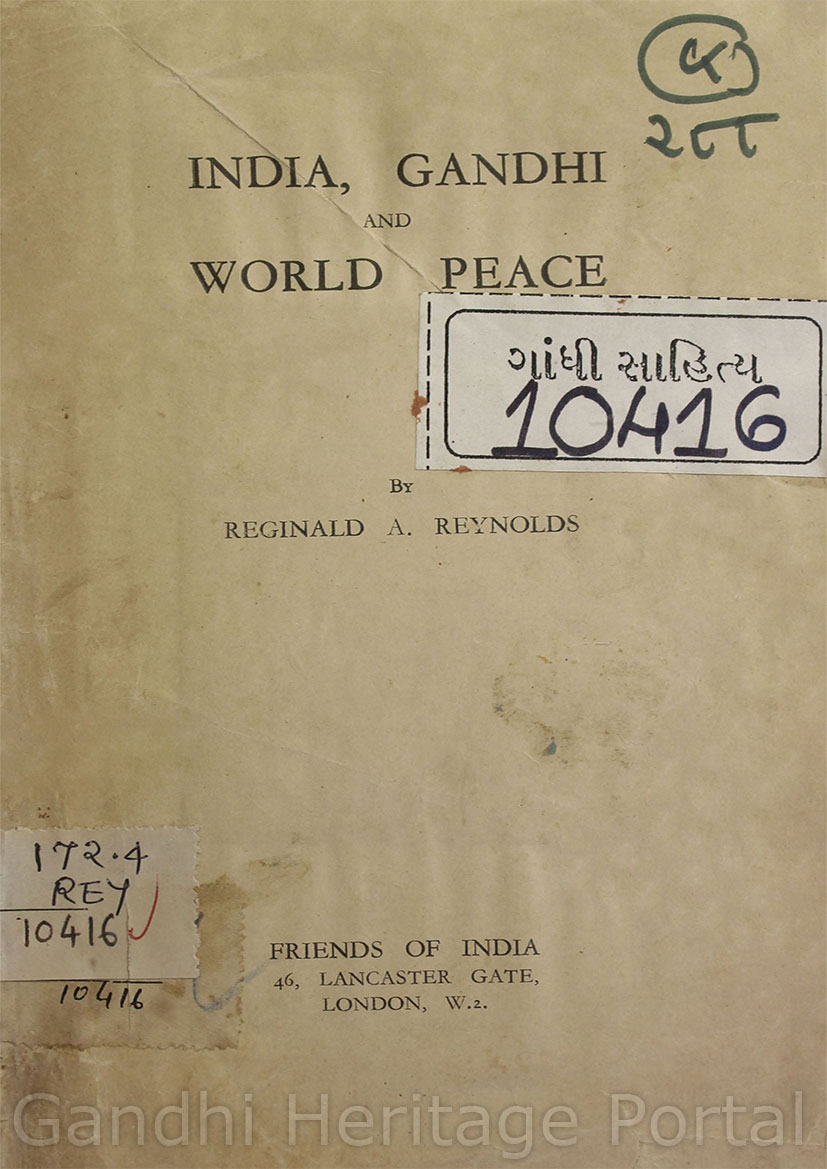 ૨૮૮
INDIA, GANDHI
AND
WORLD PEACE
ગાંધી સાહિત્ય
10416
BY
REGINALD A. REYNOLDS
172.4
REY
10416
10416
FRIENDS OF INDIA
46, LANCASTER GATE,
LONDON, W.2.
Gandhi Heritage Portal